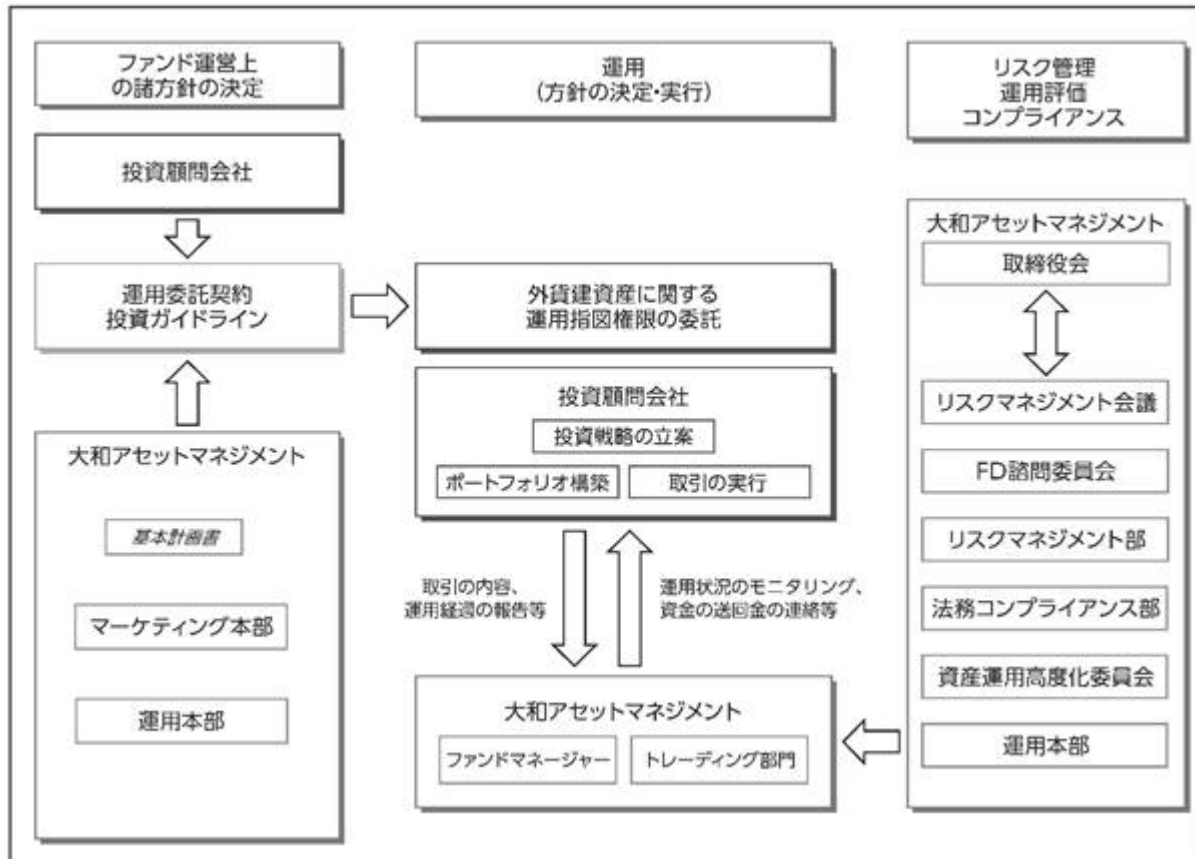 ファンド運営上
の諸方針の決定
投資顧問会社
運用委託契約
投資ガイドライン
大和アセットマネジメント
基本計画書
マーケティング本部
運用本部
運用
(方針の決定・実行)
外貨建資産に関する
運用指図権限の委託
投資顧問会社
投資戦略の立案
ポートフォリオ構築
取引の実行
取引の内容、
運用経過の報告等
運用状況のモニタリング、
資金の送回金の連絡等
大和アセットマネジメント
ファンドマネージャー
トレーディング部門
リスク管理
運用評価
コンプライアンス
大和アセットマネジメント
取締役会
リスクマネジメント会議
FD諮問委員会
リスクマネジメント部
法務コンプライアンス部
資産運用高度化委員会
運用本部